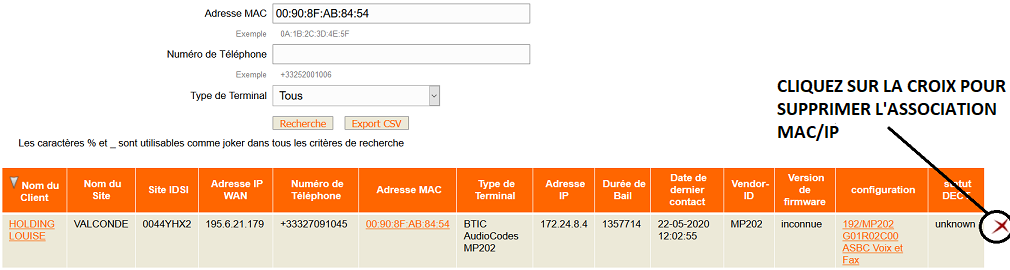 Adresse MAC 00:90:8F:AB:84:54
Exemple 0A:1B:2C:3D:4E:5F
Numéro de Téléphone
Exemple +33252001006
Type de Terminal Tous
Recherche Export CSV
Les caractères % et _ sont utilisables comme joker dans tous les critères de recherche
CLIQUEZ SUR LA CROIX POUR
SUPPRIMER L'ASSOCIATION
MAC/IP
Nom du Client Nom du Site Site IDSI Adresse IP WAN Numéro de Téléphone Adresse MAC Type de Terminal Adresse IP Durée de Bail Date de dernier contact Vendor-ID Version de firmware configuration statut DECT
HOLDING LOUISE VALCONDE 0044YHX2 195.6.21.179 +33327091045 00:90:8F:AB:84:54 BTIC AudioCodes MP202 172.24.8.4 1357714 22-05-2020 12:02:55 MP202 inconnue 192/MP202 G01R02C00 ASBC Voix et Fax unknown